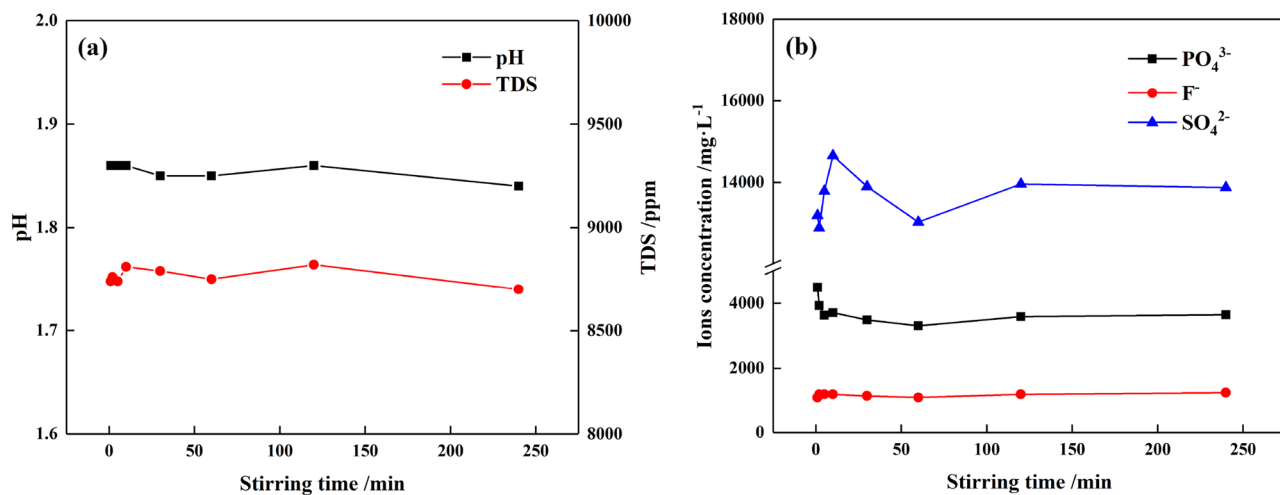 (a)
pH
TDS
2.0
1.9
1.8
1.7
1.6
pH
10000
9500
9000
8500
8000
TDS /ppm
0
50
100
150
200
250
Stirring time /min
(b)
PO₄³⁻
F⁻
SO₄²⁻
18000
16000
14000
4000
2000
0
Ions concentration /mg·L⁻¹
0
50
100
150
200
250
Stirring time /min